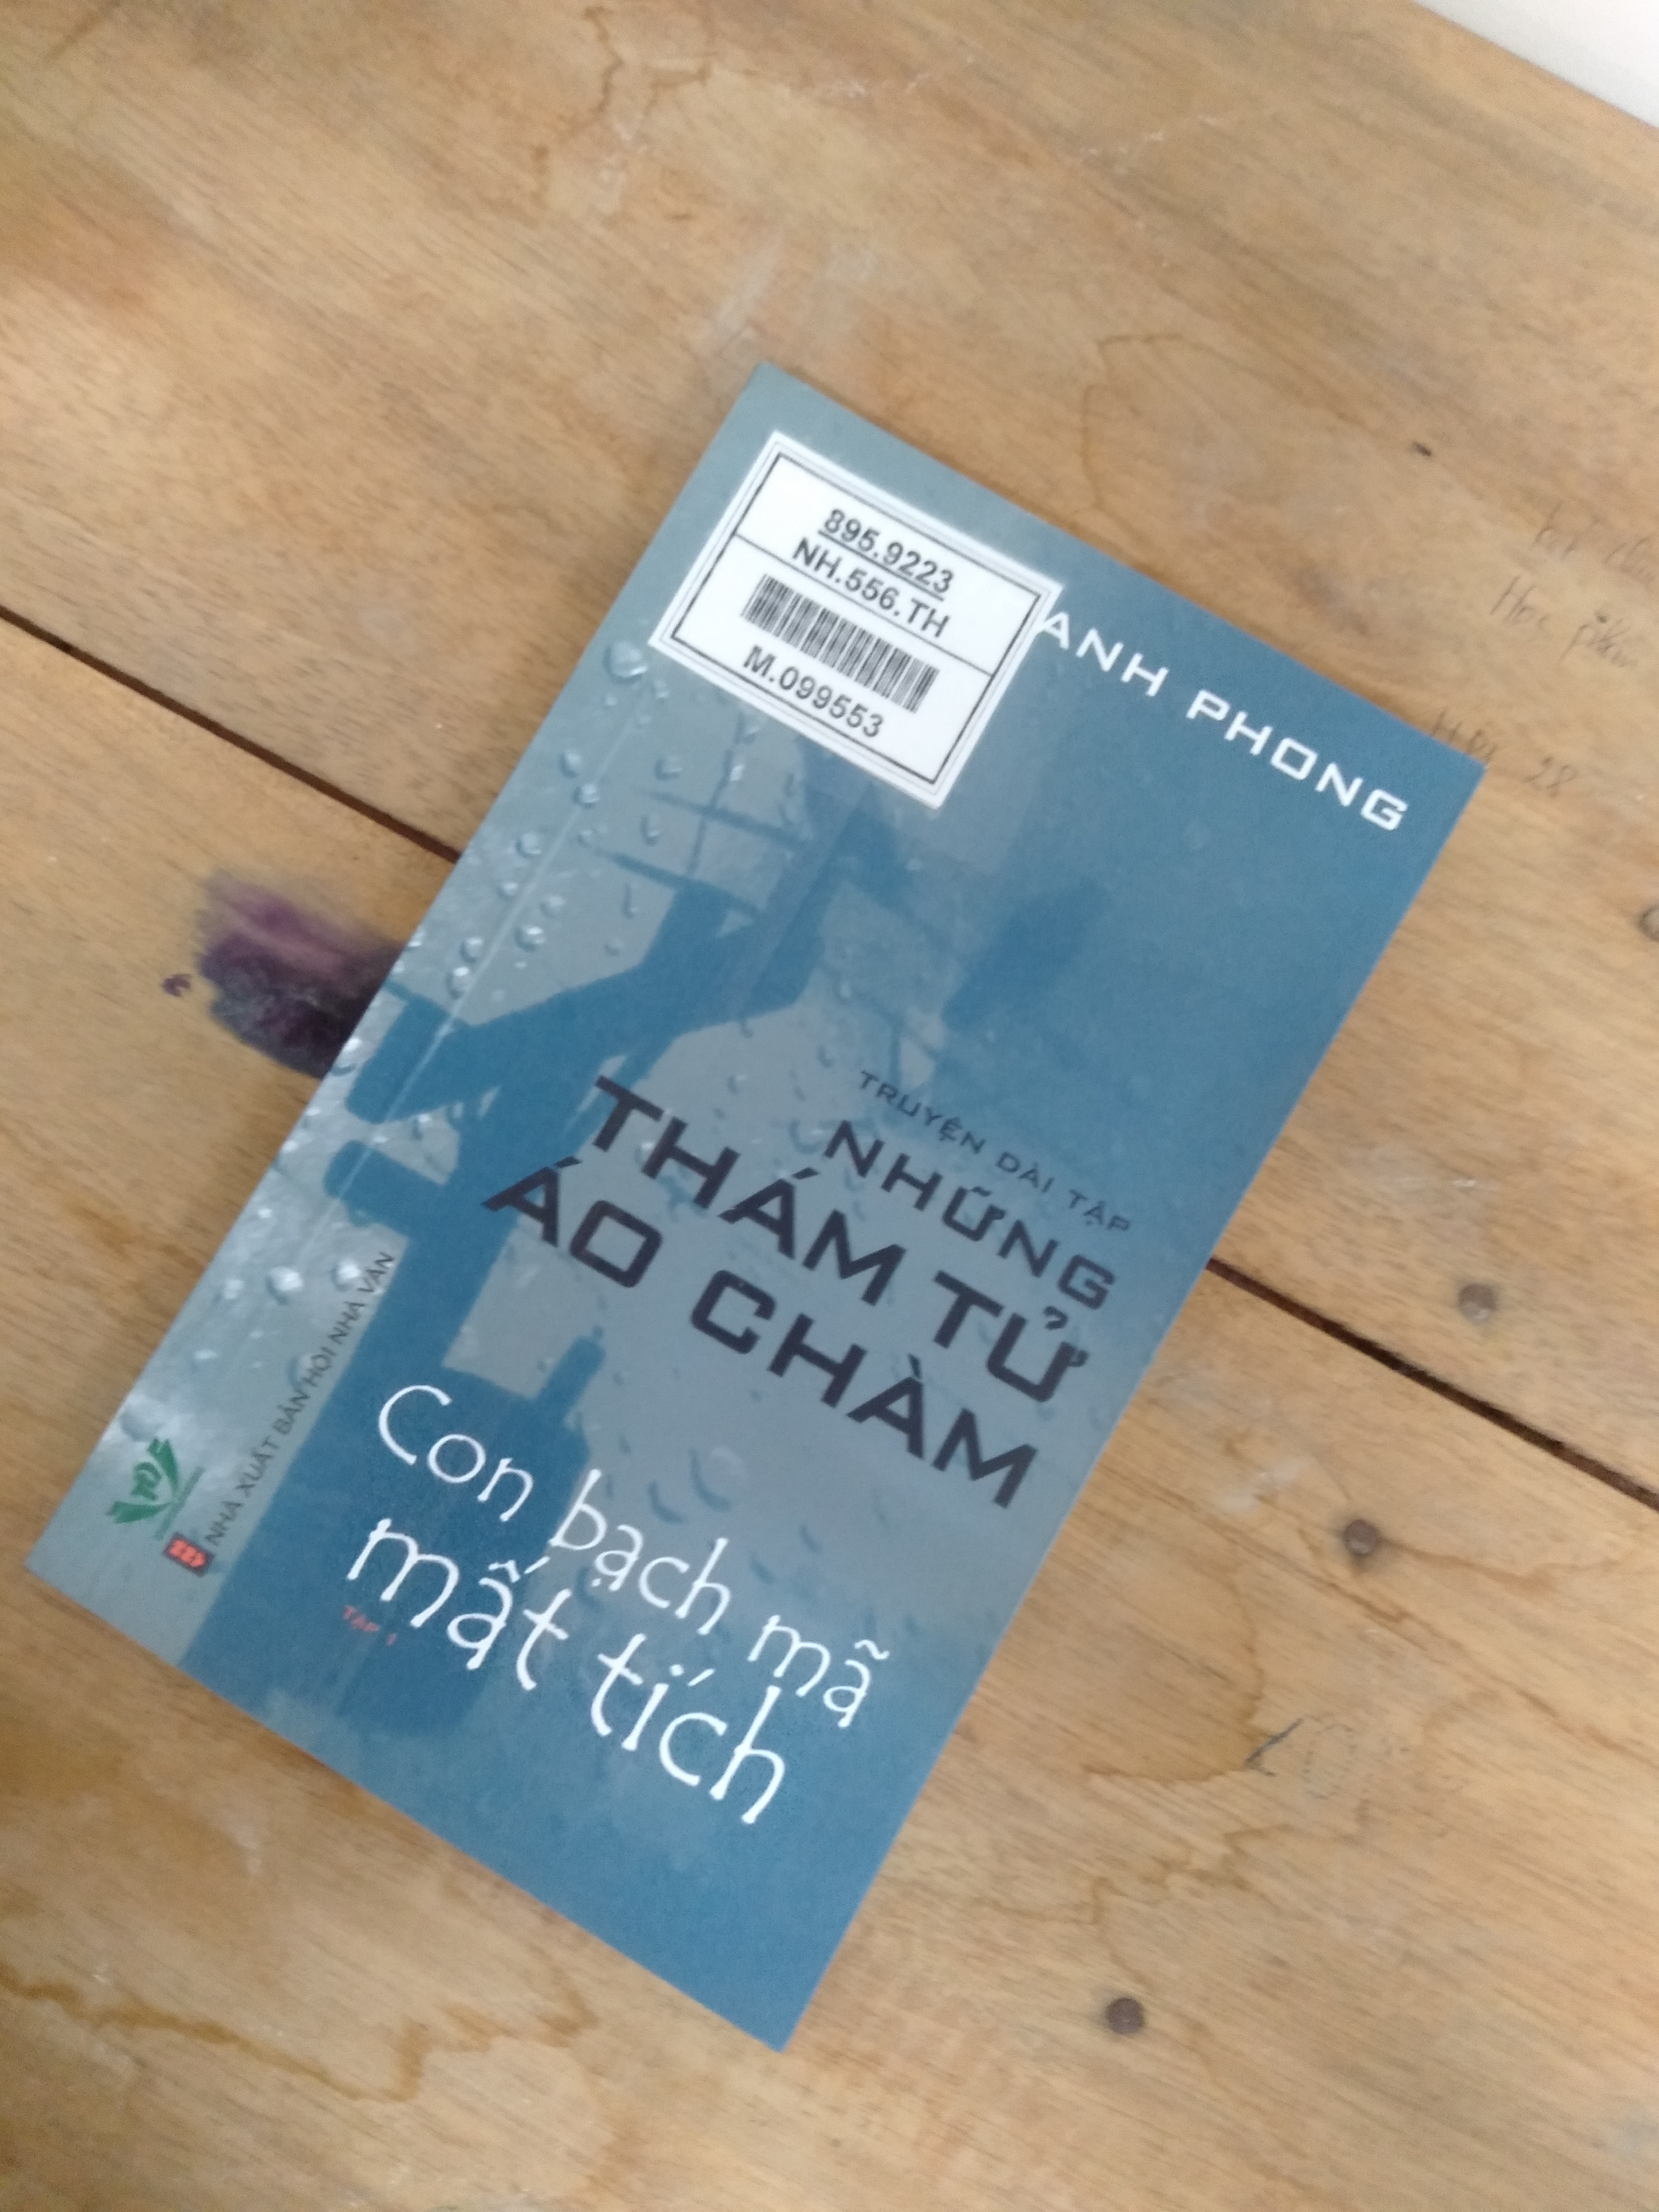 895.9223
NH.556.TH
M.099553
ANH PHONG
TRUYỆN DÀI TẬP
NHỮNG
THÁM TỬ
ÁO CHÀM
Con bạch mã
mất tích
TẬP 1
NHÀ XUẤT BẢN HỘI NHÀ VĂN